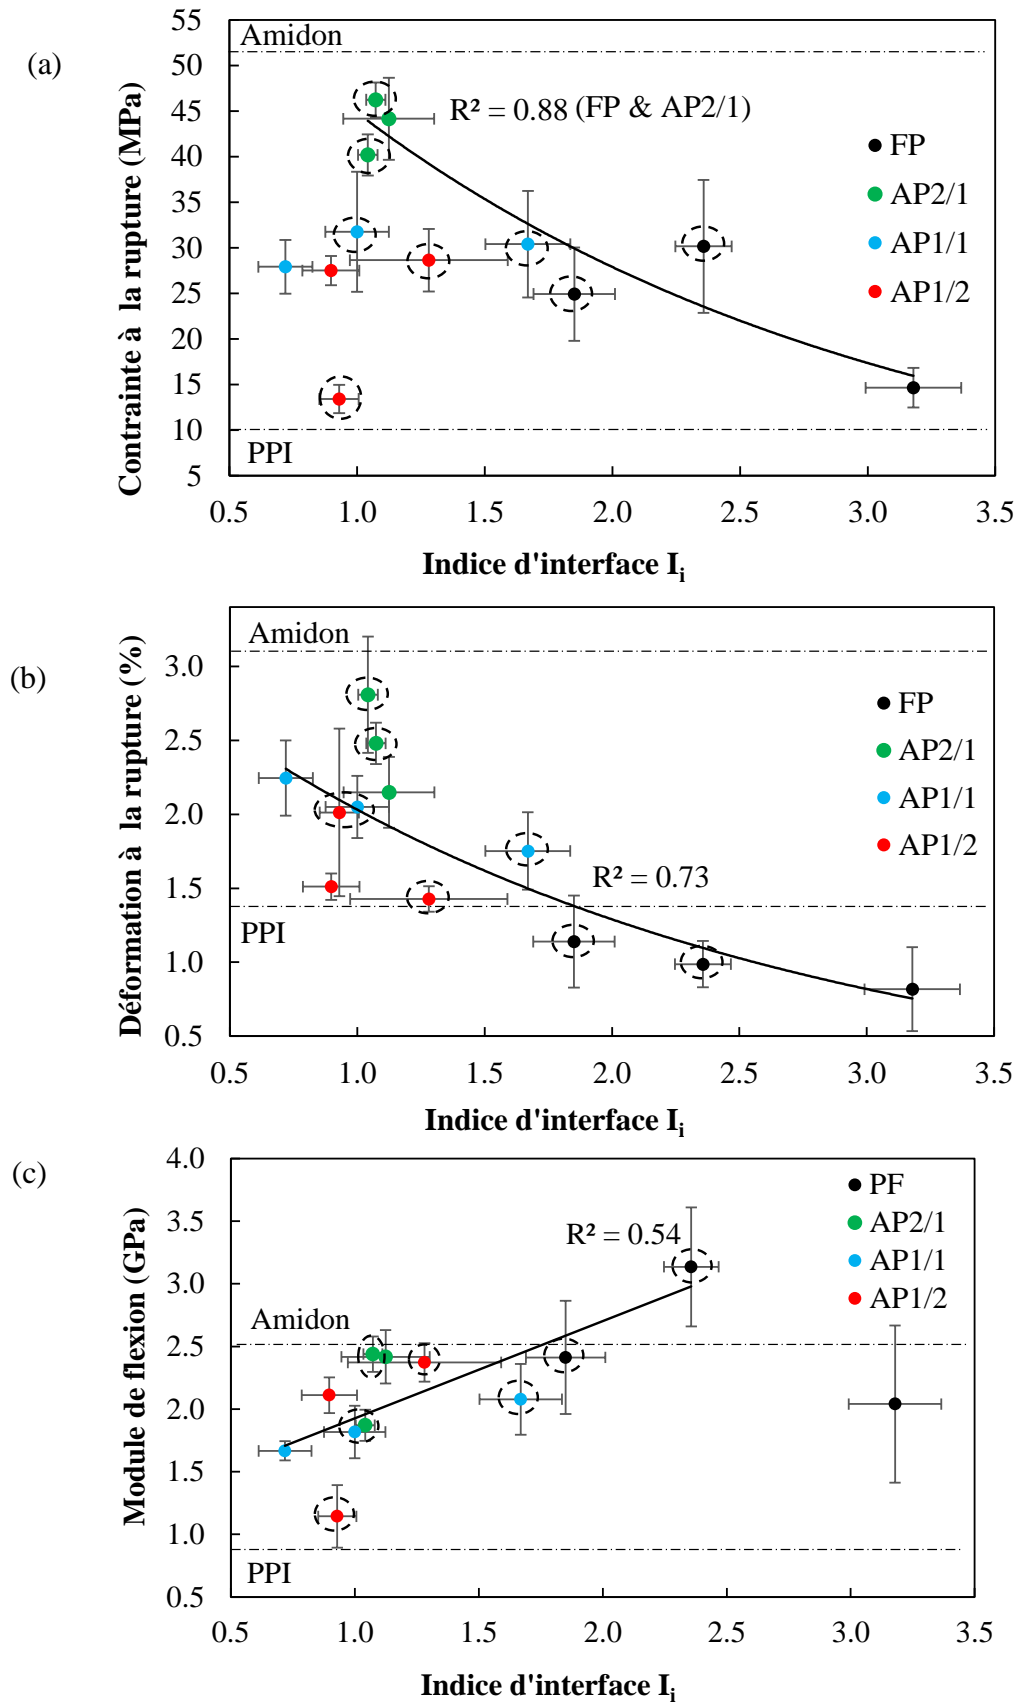 (a)
Contrainte à la rupture (MPa)
55
50
45
40
35
30
25
20
15
10
5
Amidon
R² = 0.88 (FP & AP2/1)
FP
AP2/1
AP1/1
AP1/2
PPI
0.5 1.0 1.5 2.0 2.5 3.0 3.5
Indice d'interface Ii
(b)
Déformation à la rupture (%)
3.0
2.5
2.0
1.5
1.0
0.5
Amidon
FP
AP2/1
AP1/1
AP1/2
R² = 0.73
PPI
0.5 1.0 1.5 2.0 2.5 3.0 3.5
Indice d'interface Ii
(c)
Module de flexion (GPa)
4.0
3.5
3.0
2.5
2.0
1.5
1.0
0.5
PF
AP2/1
AP1/1
AP1/2
R² = 0.54
Amidon
PPI
0.5 1.0 1.5 2.0 2.5 3.0 3.5
Indice d'interface Ii